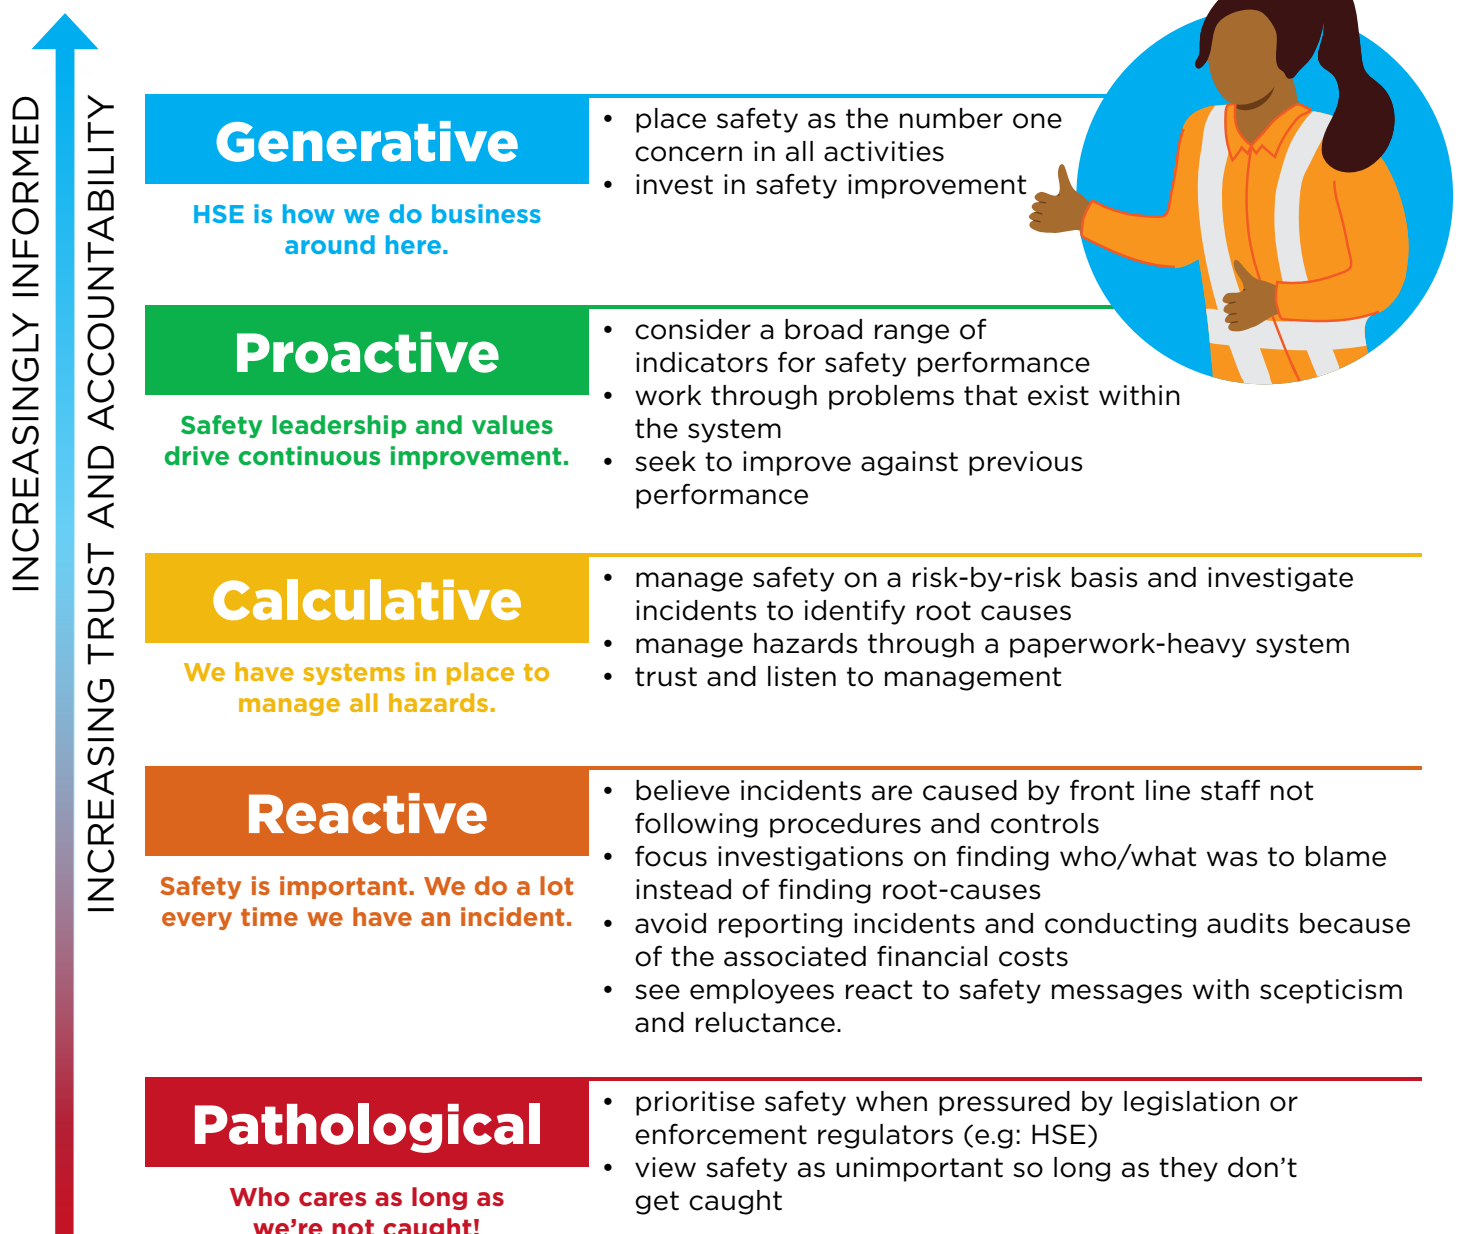 INCREASINGLY INFORMED
INCREASING TRUST AND ACCOUNTABILITY
Generative
HSE is how we do business
around here.
• place safety as the number one
concern in all activities
• invest in safety improvement
Proactive
Safety leadership and values
drive continuous improvement.
• consider a broad range of
indicators for safety performance
• work through problems that exist within
the system
• seek to improve against previous
performance
Calculative
We have systems in place to
manage all hazards.
• manage safety on a risk-by-risk basis and investigate
incidents to identify root causes
• manage hazards through a paperwork-heavy system
• trust and listen to management
Reactive
Safety is important. We do a lot
every time we have an incident.
• believe incidents are caused by front line staff not
following procedures and controls
• focus investigations on finding who/what was to blame
instead of finding root-causes
• avoid reporting incidents and conducting audits because
of the associated financial costs
• see employees react to safety messages with scepticism
and reluctance.
Pathological
Who cares as long as
we're not caught!
• prioritise safety when pressured by legislation or
enforcement regulators (e.g: HSE)
• view safety as unimportant so long as they don't
get caught